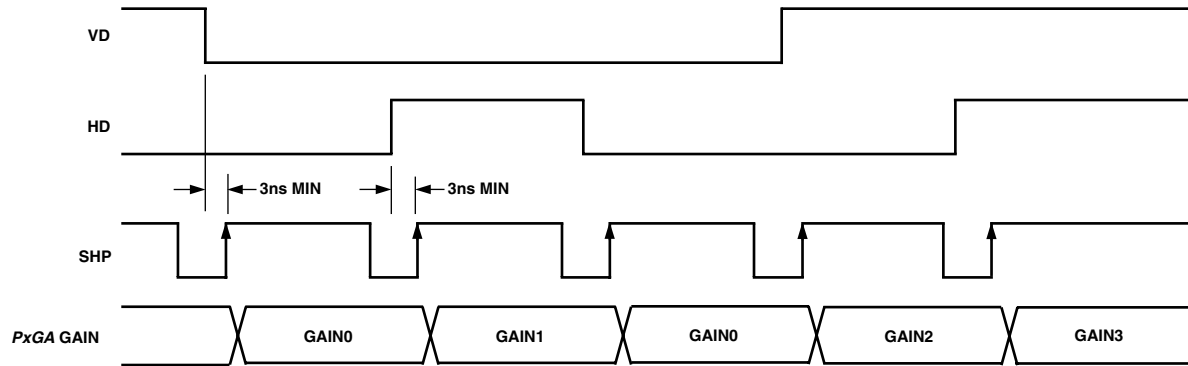 VD
HD
3ns MIN
3ns MIN
SHP
PxGA GAIN
GAIN0
GAIN1
GAIN0
GAIN2
GAIN3